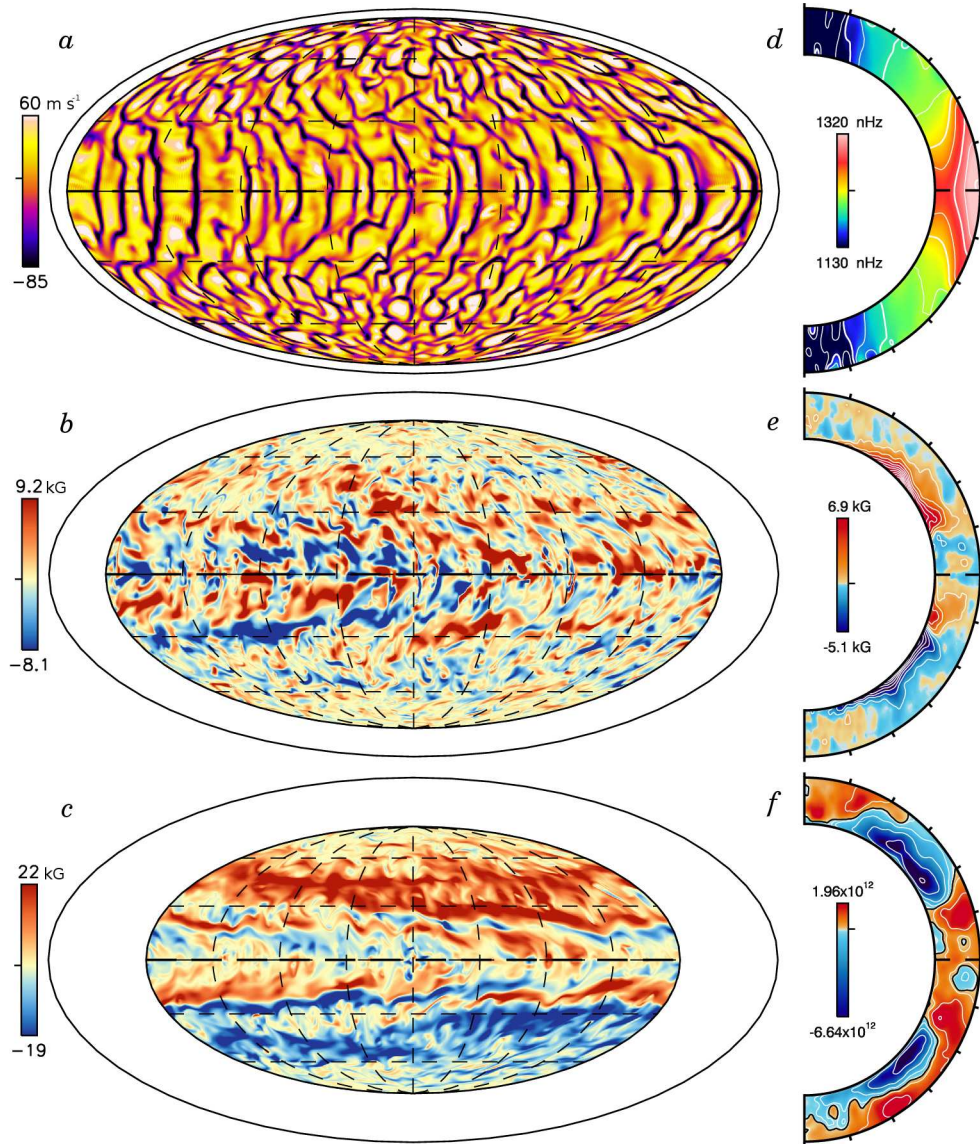 a
60 m s⁻¹
−85
d
1320 nHz
1130 nHz
b
9.2 kG
−8.1
e
6.9 kG
-5.1 kG
c
22 kG
−19
f
1.96x10¹²
-6.64x10¹²